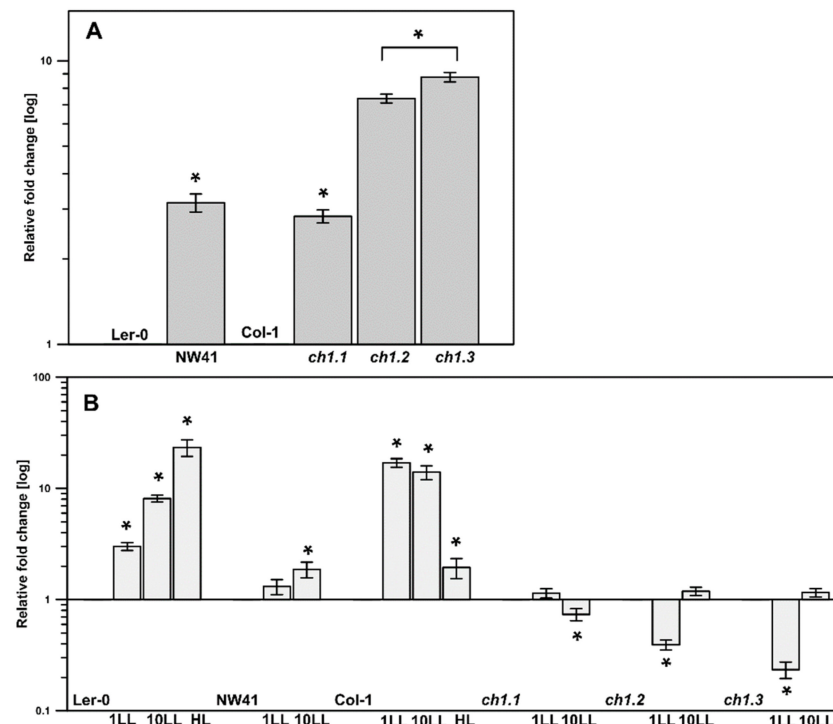 A
*
10
Relative fold change [log]
*
*
Ler-0
Col-1
1
NW41
ch1.1
ch1.2
ch1.3
100
B
*
*
*
*
*
10
Relative fold change [log]
*
*
1
*
*
*
Ler-0
NW41
Col-1
ch1.1
ch1.2
ch1.3
0.1
1LL 10LL HL 1LL 10LL 1LL 10LL HL 1LL 10LL 1LL 10LL 1LL 10LL